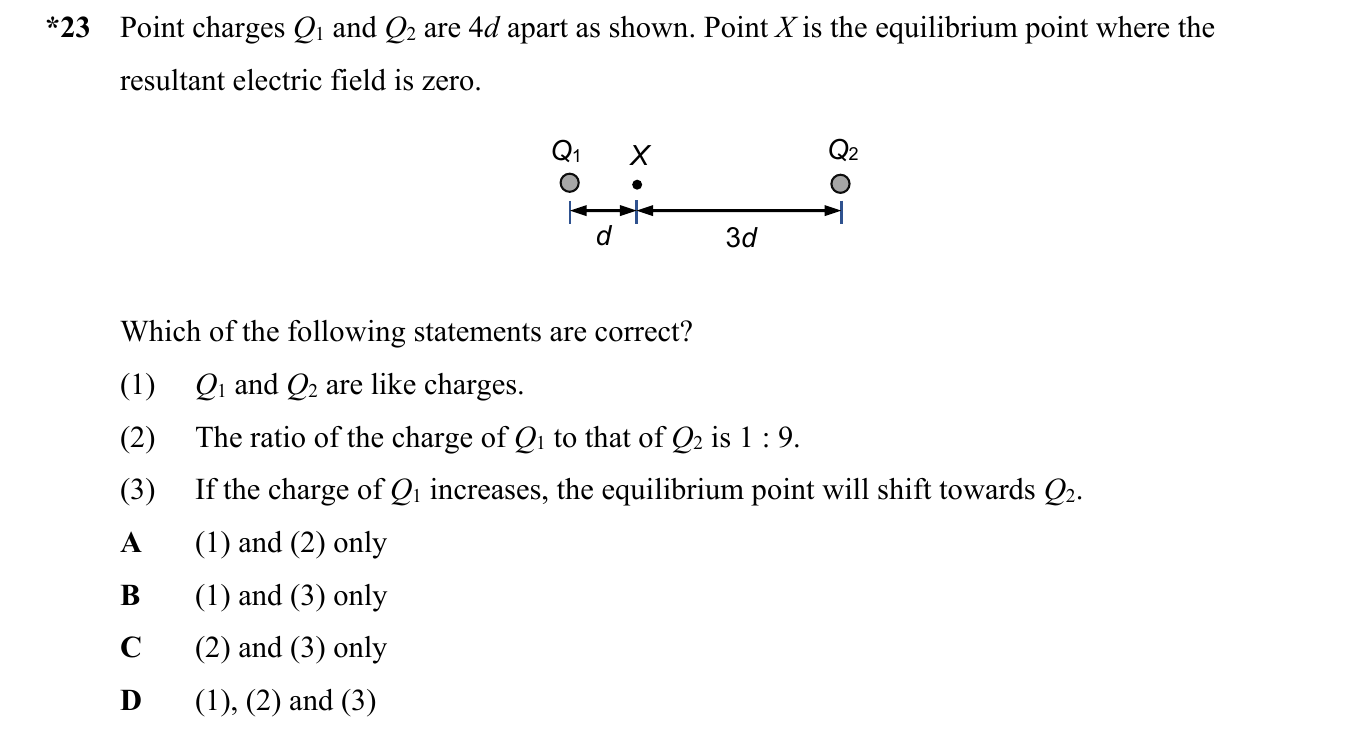 *23 Point charges Q₁ and Q₂ are 4d apart as shown. Point X is the equilibrium point where the
resultant electric field is zero.
Q₁ X Q₂
d 3d
Which of the following statements are correct?
(1) Q₁ and Q₂ are like charges.
(2) The ratio of the charge of Q₁ to that of Q₂ is 1 : 9.
(3) If the charge of Q₁ increases, the equilibrium point will shift towards Q₂.
A (1) and (2) only
B (1) and (3) only
C (2) and (3) only
D (1), (2) and (3)